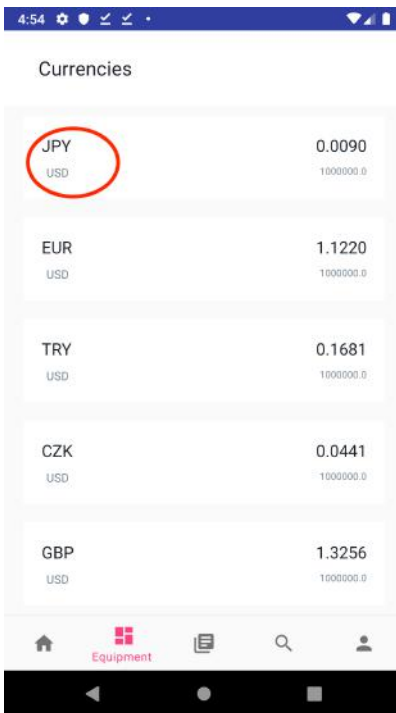 4:54
Currencies
JPY 0.0090
USD 1000000.0
EUR 1.1220
USD 1000000.0
TRY 0.1681
USD 1000000.0
CZK 0.0441
USD 1000000.0
GBP 1.3256
USD 1000000.0
Equipment